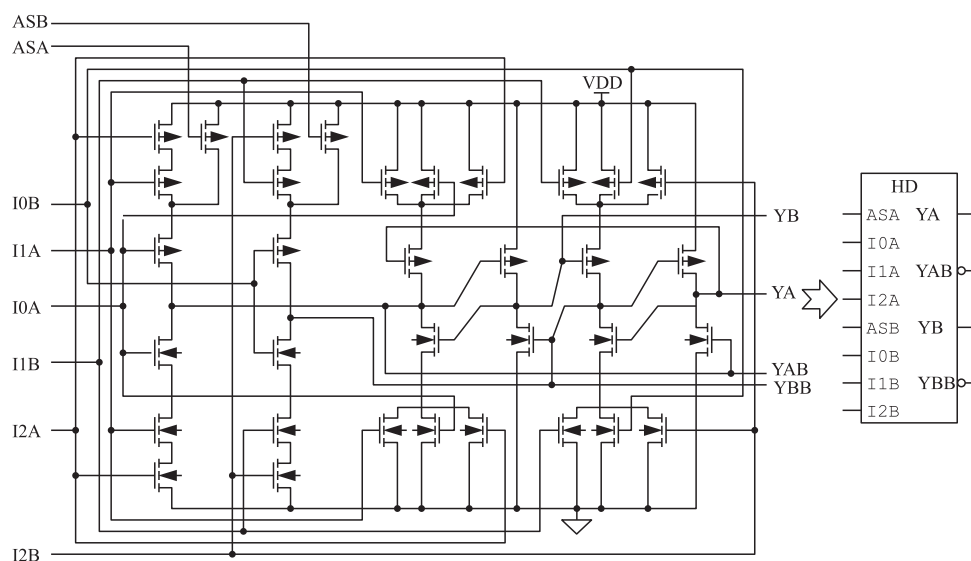 ASB
ASA
I0B
I1A
I0A
I1B
I2A
I2B
VDD
YB
YA
YAB
YBB
HD
ASA YA
I0A
I1A YAB
I2A
ASB YB
I0B
I1B YBB
I2B